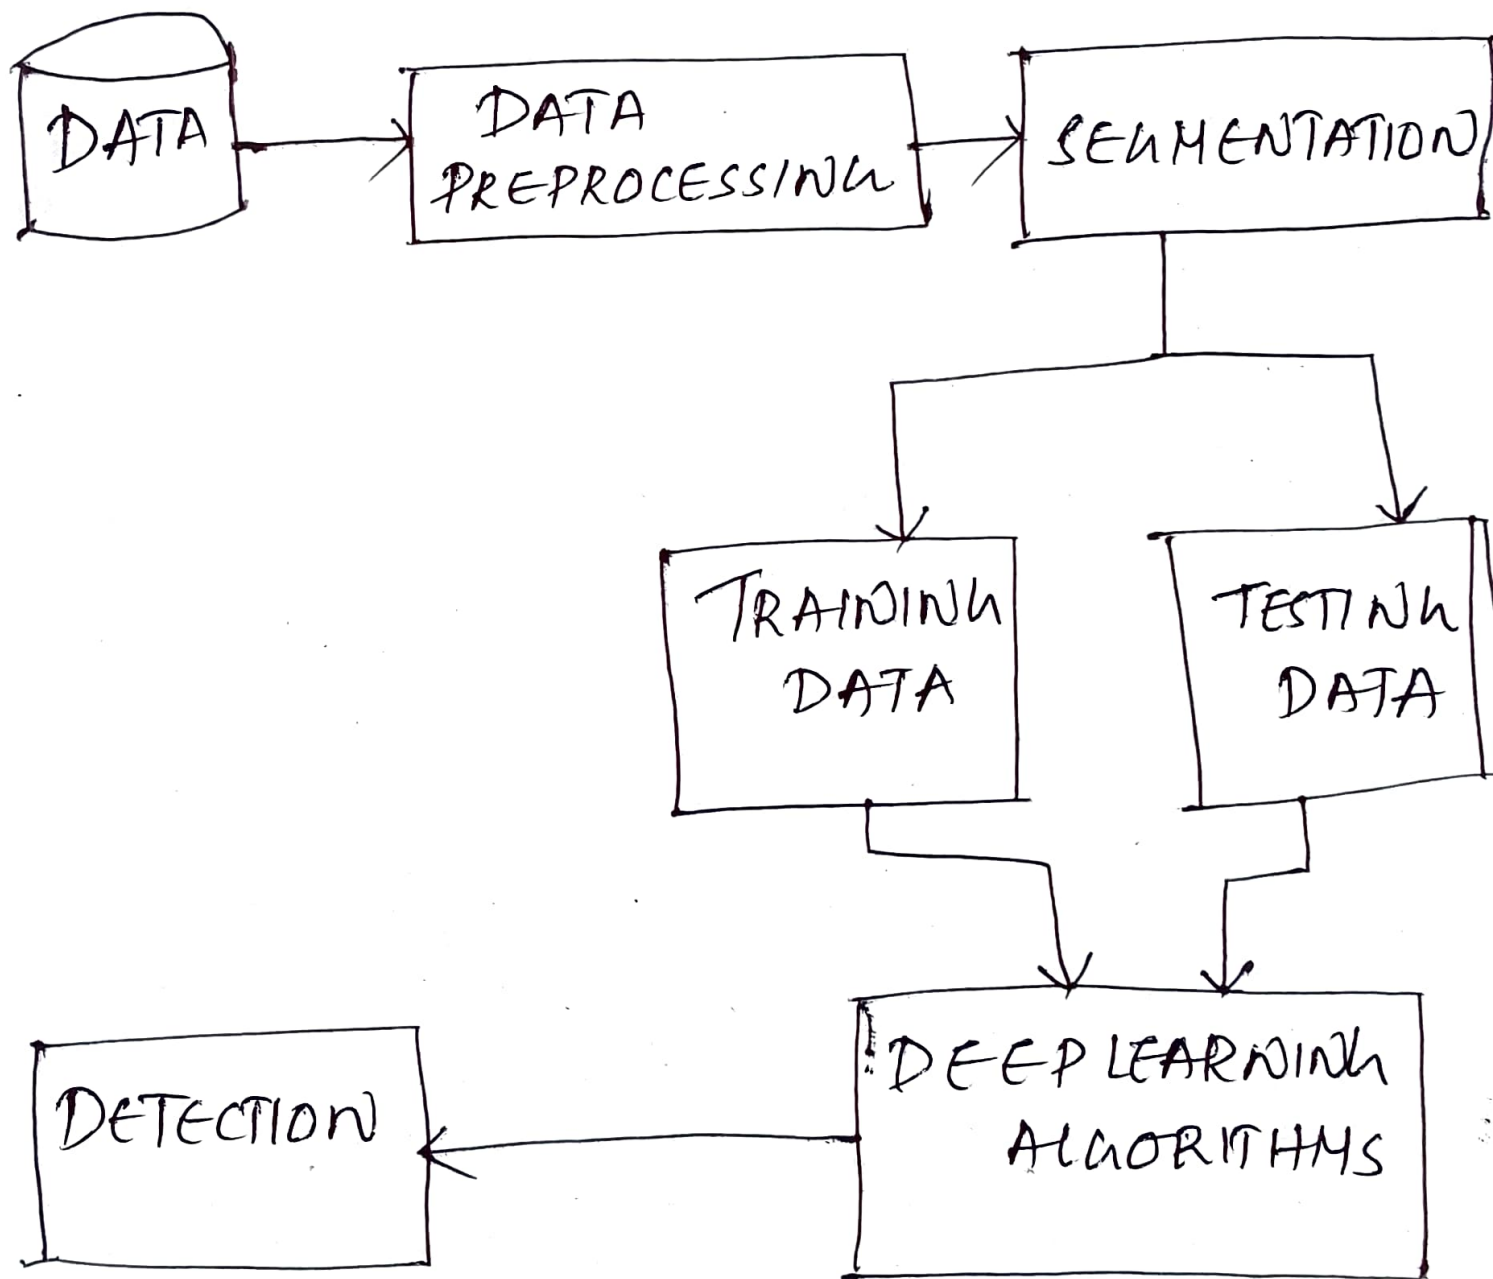 DATA
DATA
PREPROCESSING
SEGMENTATION
TRAINING
DATA
TESTING
DATA
DEEP LEARNING
ALGORITHMS
DETECTION